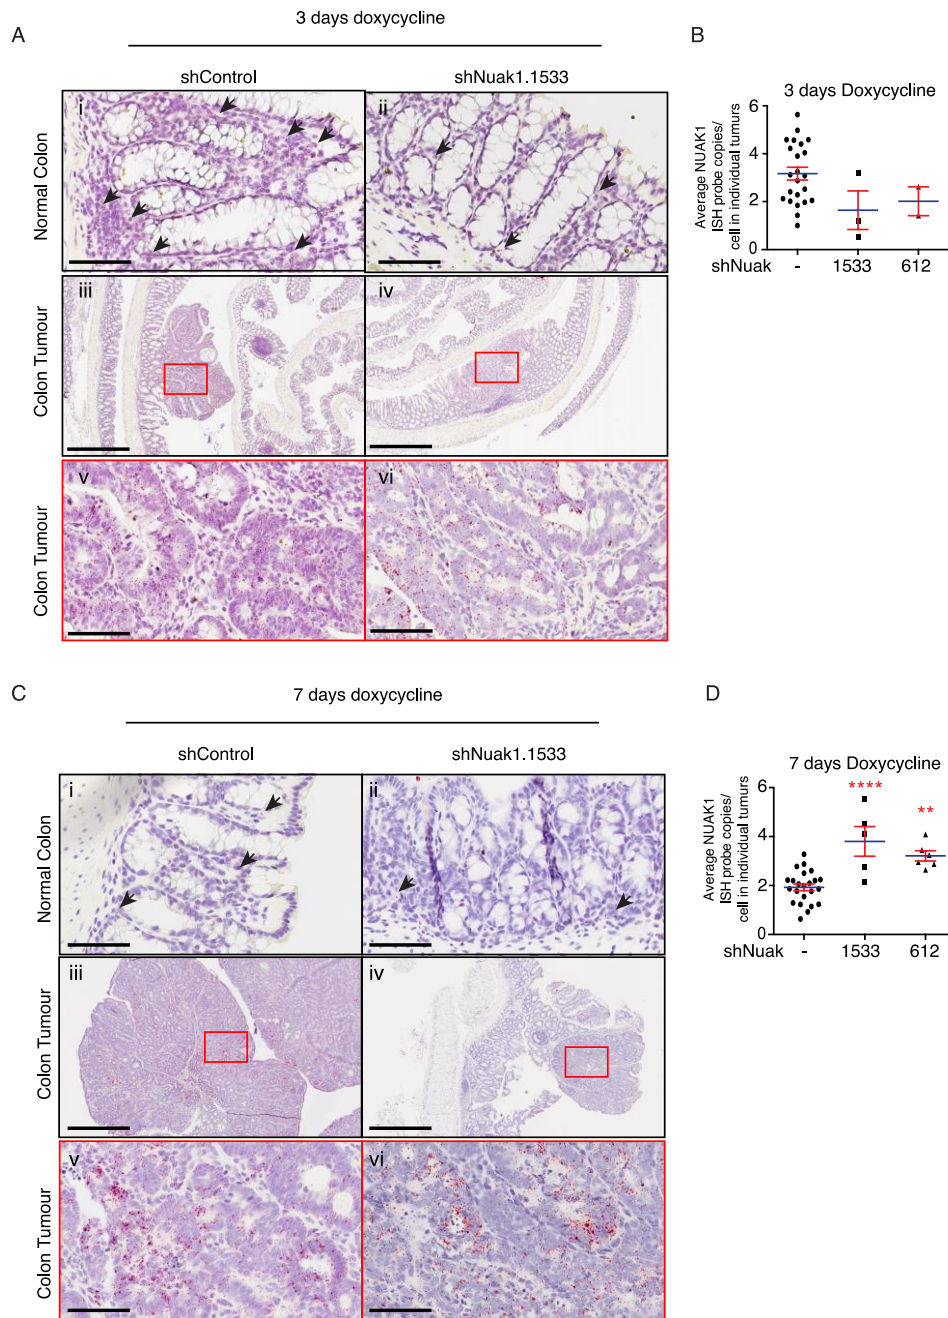 A
3 days doxycycline
shControl
shNuak1.1533
Normal Colon
i
ii
Colon Tumour
iii
iv
Colon Tumour
v
vi
B
3 days Doxycycline
Average NUAK1
ISH probe copies/
cell in individual tumurs
6
4
2
0
shNuak
-
1533
612
C
7 days doxycycline
shControl
shNuak1.1533
Normal Colon
i
ii
Colon Tumour
iii
iv
Colon Tumour
v
vi
D
7 days Doxycycline
Average NUAK1
ISH probe copies/
cell in individual tumurs
6
4
2
0
****
**
shNuak
-
1533
612